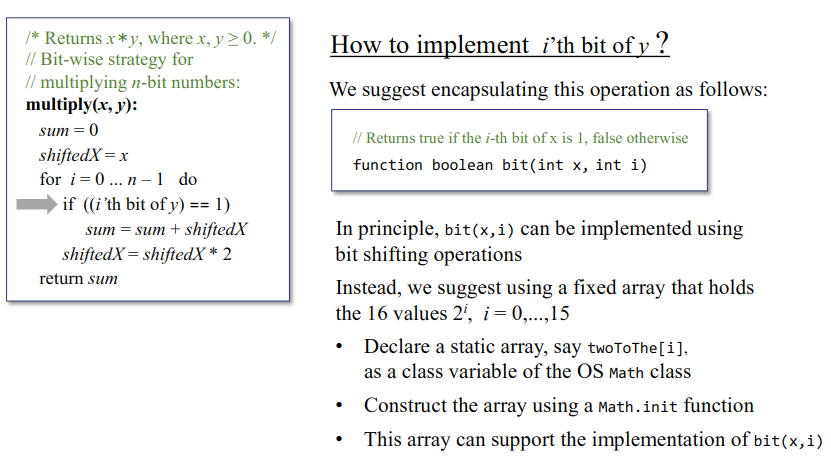 /* Returns x∗y, where x, y ≥ 0. */
// Bit-wise strategy for
// multiplying n-bit numbers:
multiply(x, y):
sum = 0
shiftedX = x
for i = 0 ... n – 1 do
if ((i’th bit of y) == 1)
sum = sum + shiftedX
shiftedX = shiftedX * 2
return sum
How to implement i’th bit of y ?
We suggest encapsulating this operation as follows:
// Returns true if the i-th bit of x is 1, false otherwise
function boolean bit(int x, int i)
In principle, bit(x,i) can be implemented using
bit shifting operations
Instead, we suggest using a fixed array that holds
the 16 values 2ⁱ, i = 0,...,15
• Declare a static array, say twoToThe[i],
as a class variable of the OS Math class
• Construct the array using a Math.init function
• This array can support the implementation of bit(x,i)